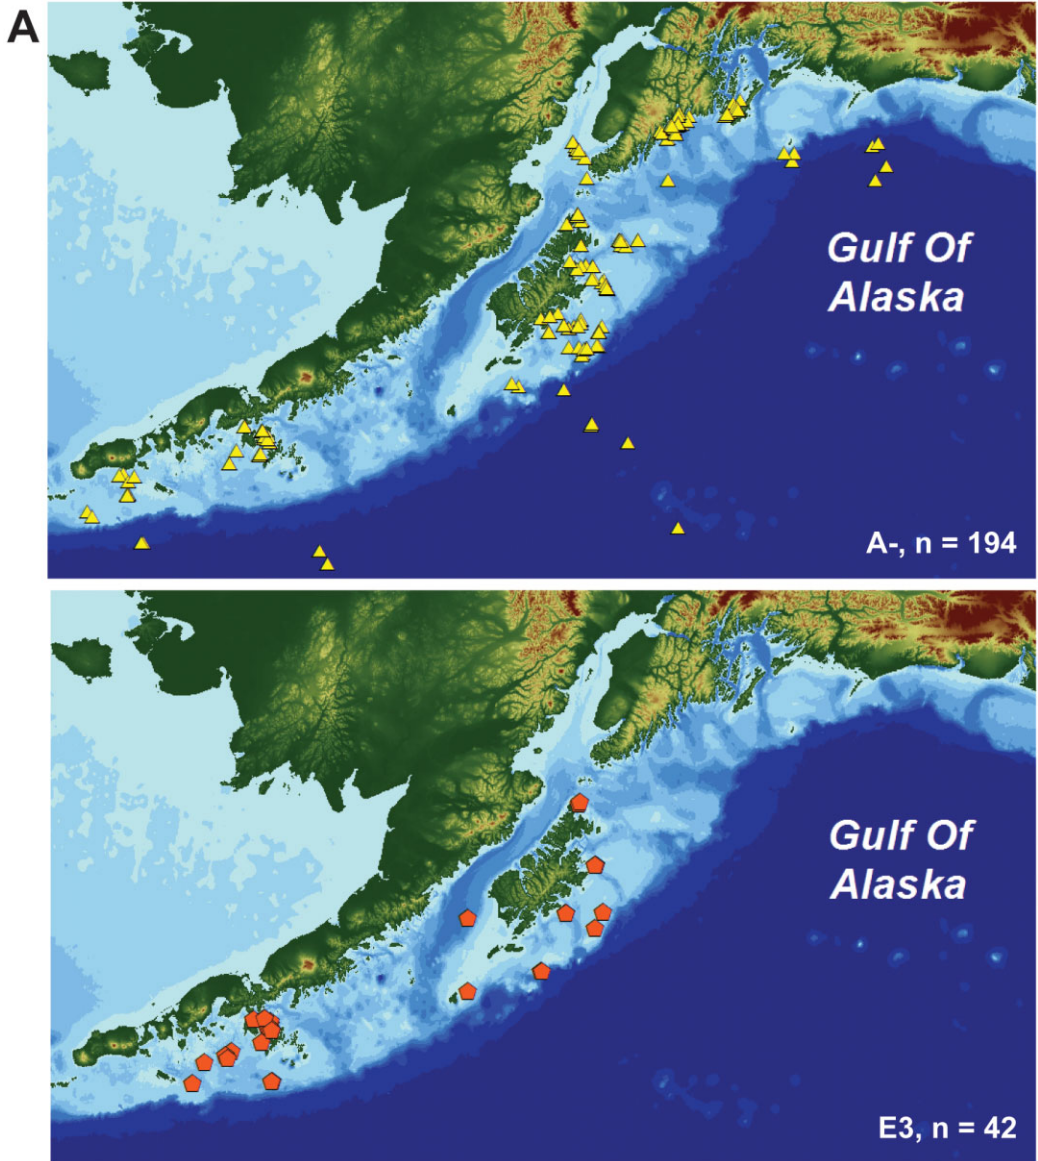 A
Gulf Of
Alaska
A-, n = 194
Gulf Of
Alaska
E3, n = 42